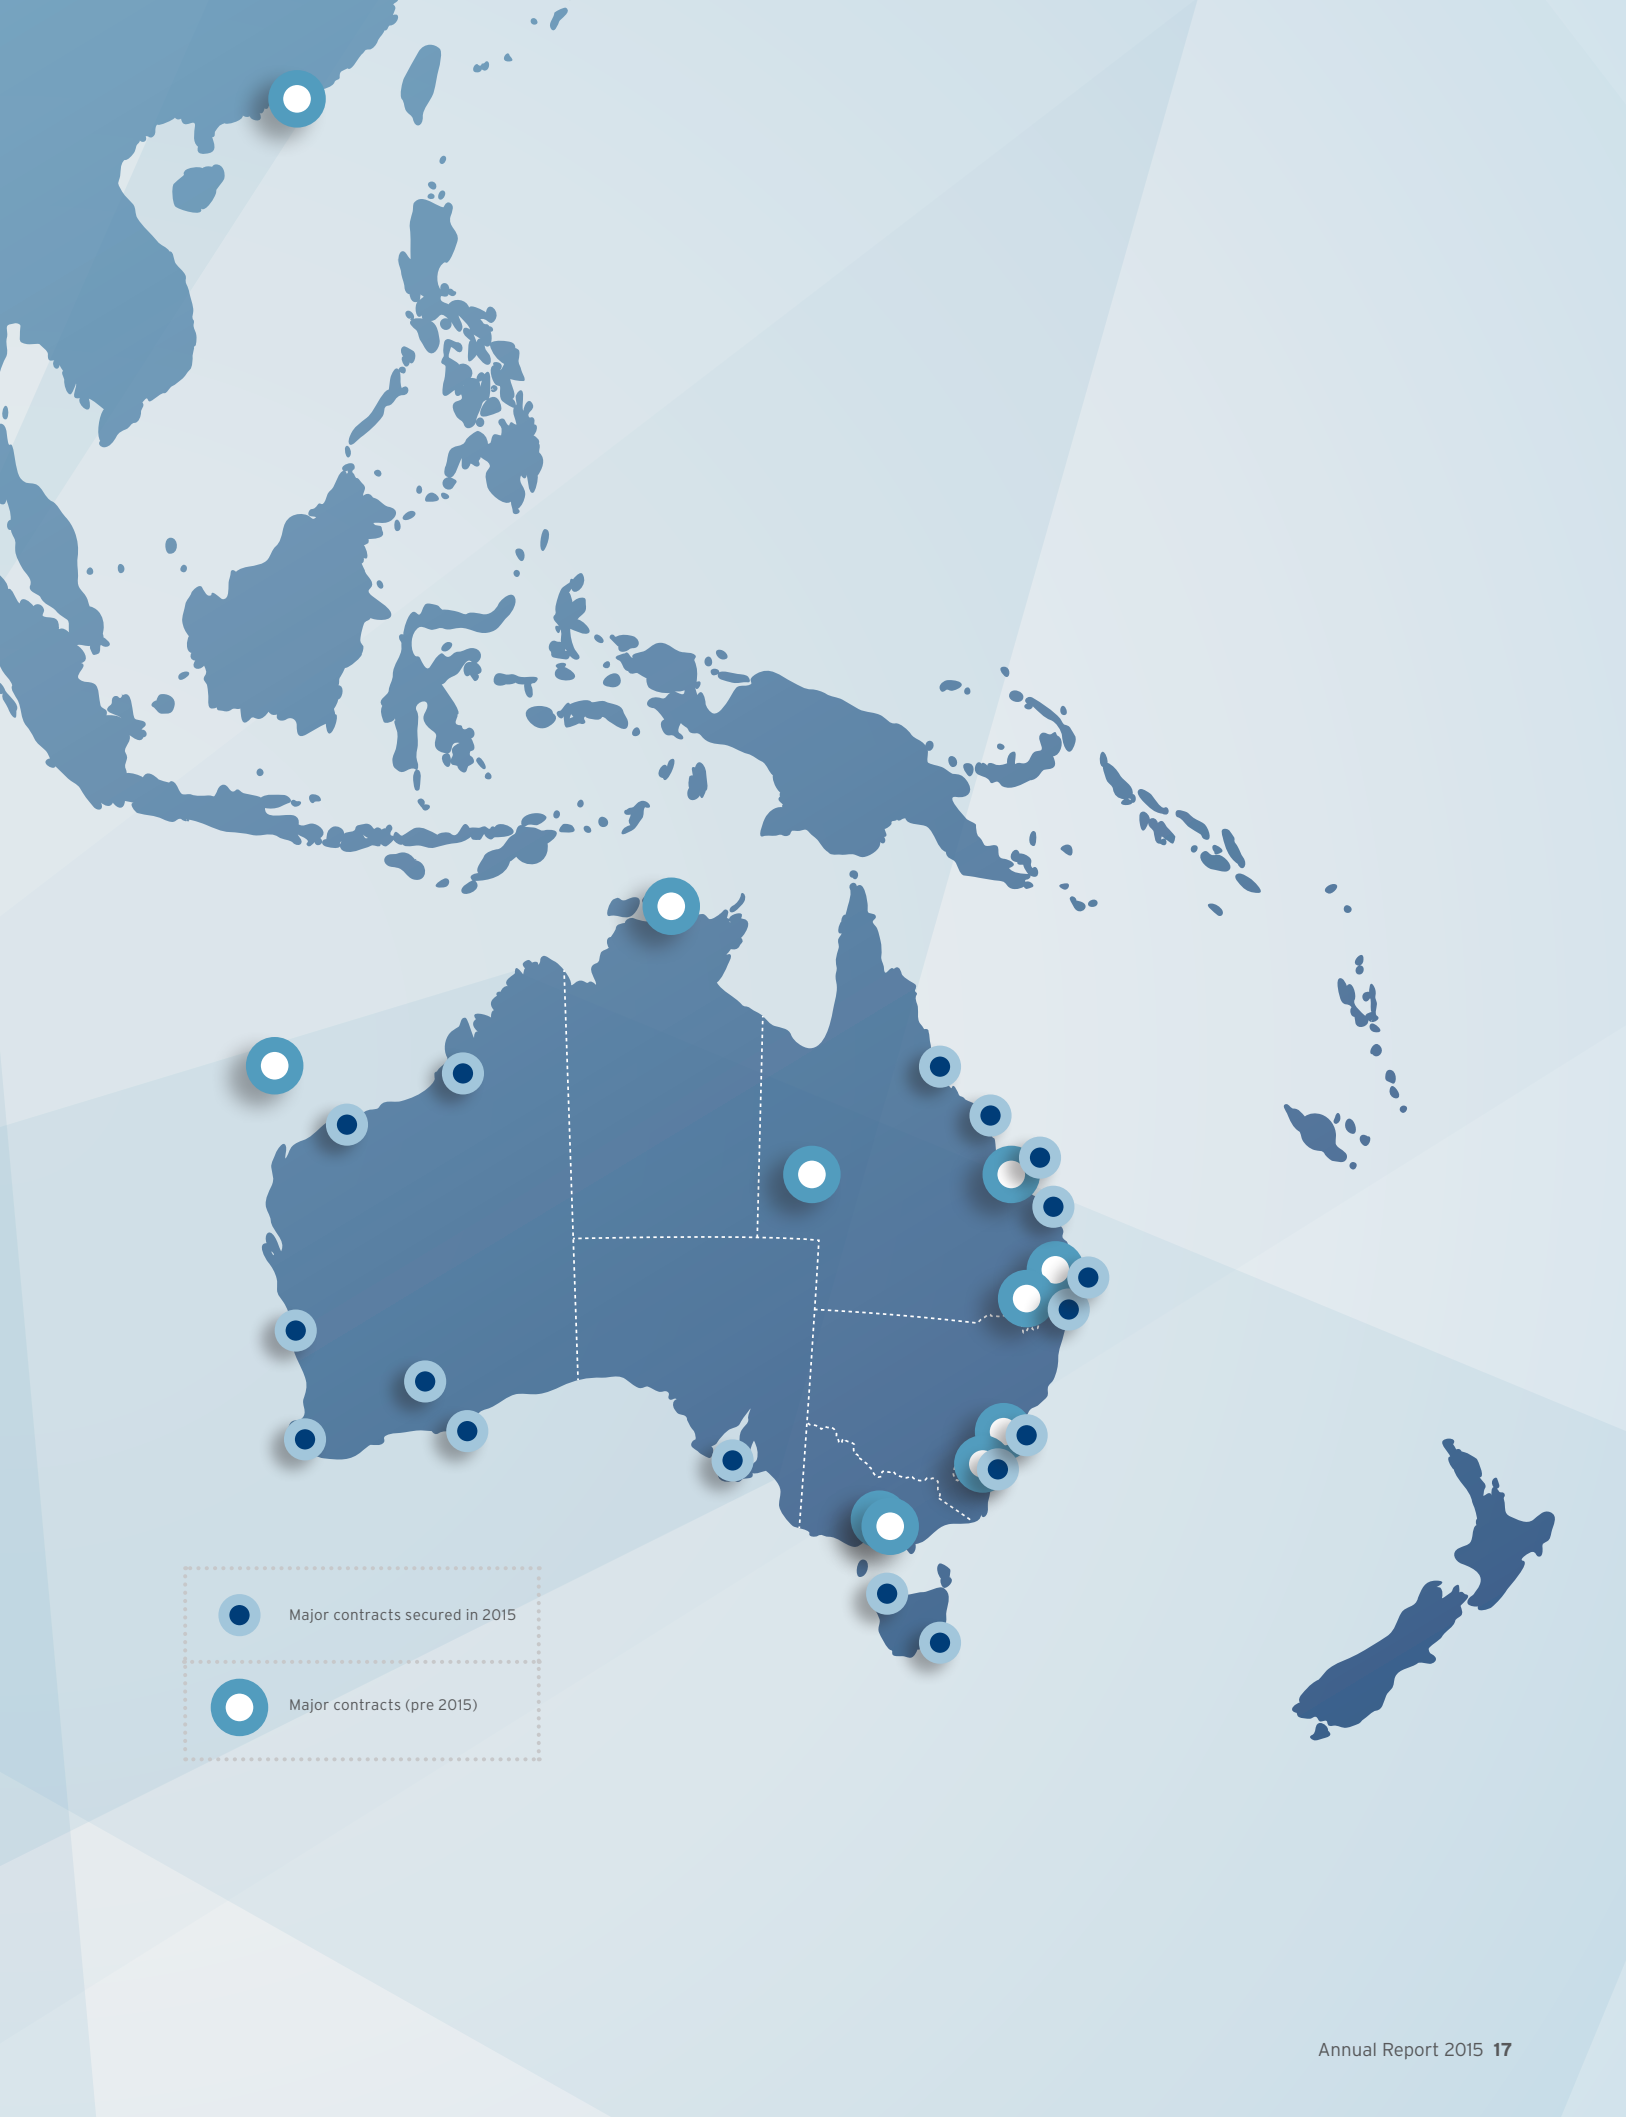 Major contracts secured in 2015
Major contracts (pre 2015)
Annual Report 2015 17